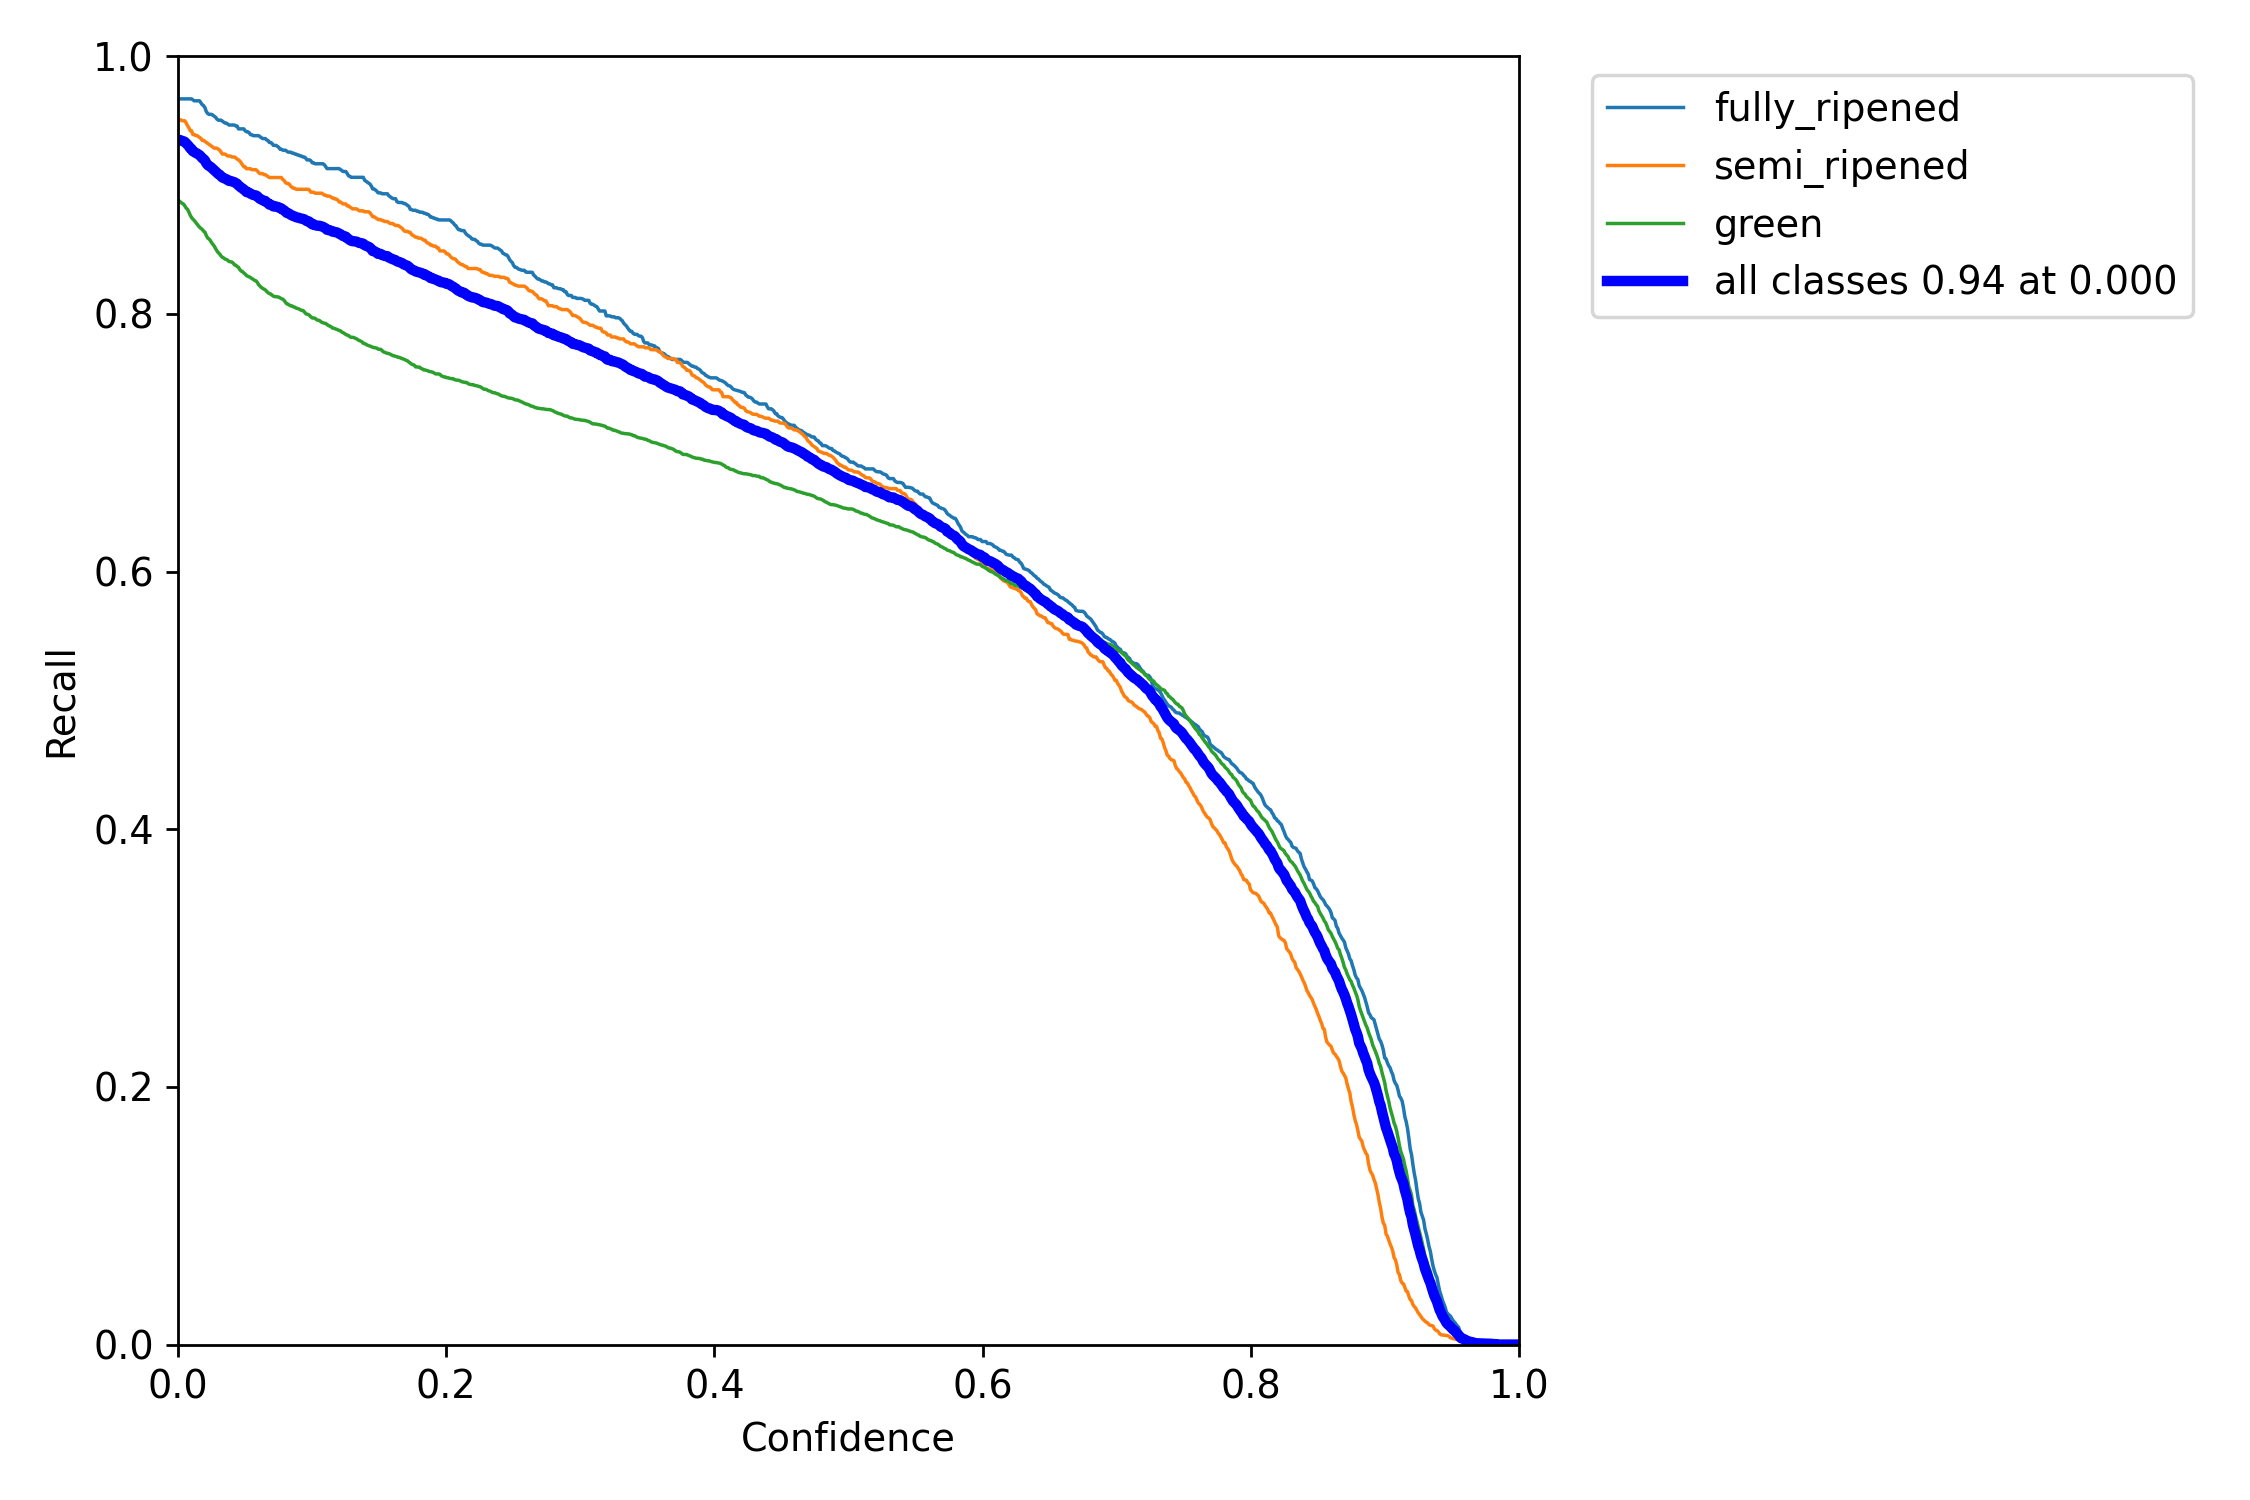 1.0
0.8
0.6
0.4
0.2
0.0
Recall
0.0 0.2 0.4 0.6 0.8 1.0
Confidence
fully_ripened
semi_ripened
green
all classes 0.94 at 0.000